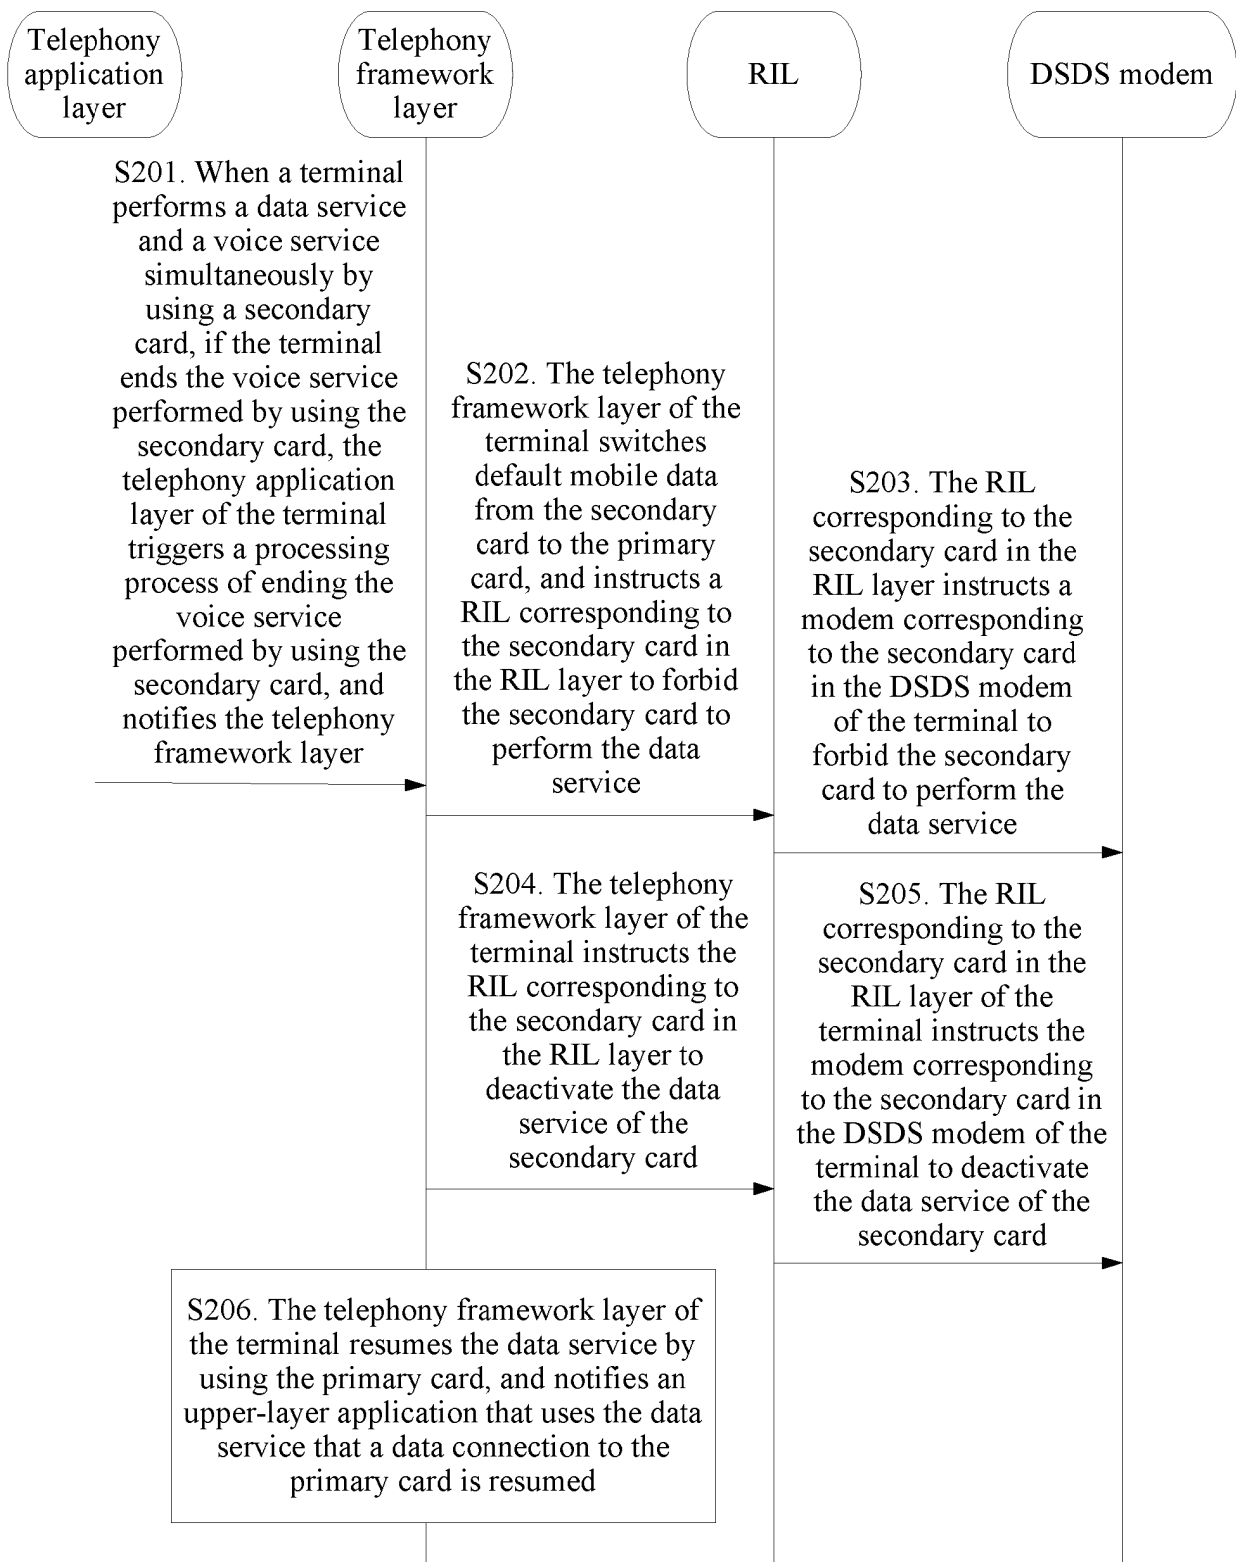 Telephony
application
layer
Telephony
framework
layer
RIL
DSDS modem
S201. When a terminal
performs a data service
and a voice service
simultaneously by
using a secondary
card, if the terminal
ends the voice service
performed by using the
secondary card, the
telephony application
layer of the terminal
triggers a processing
process of ending the
voice service
performed by using the
secondary card, and
notifies the telephony
framework layer
S202. The telephony
framework layer of the
terminal switches
default mobile data
from the secondary
card to the primary
card, and instructs a
RIL corresponding to
the secondary card in
the RIL layer to forbid
the secondary card to
perform the data
service
S203. The RIL
corresponding to the
secondary card in the
RIL layer instructs a
modem corresponding
to the secondary card
in the DSDS modem
of the terminal to
forbid the secondary
card to perform the
data service
S204. The telephony
framework layer of the
terminal instructs the
RIL corresponding to
the secondary card in
the RIL layer to
deactivate the data
service of the
secondary card
S205. The RIL
corresponding to the
secondary card in the
RIL layer of the
terminal instructs the
modem corresponding
to the secondary card in
the DSDS modem of the
terminal to deactivate
the data service of the
secondary card
S206. The telephony framework layer of
the terminal resumes the data service by
using the primary card, and notifies an
upper-layer application that uses the data
service that a data connection to the
primary card is resumed